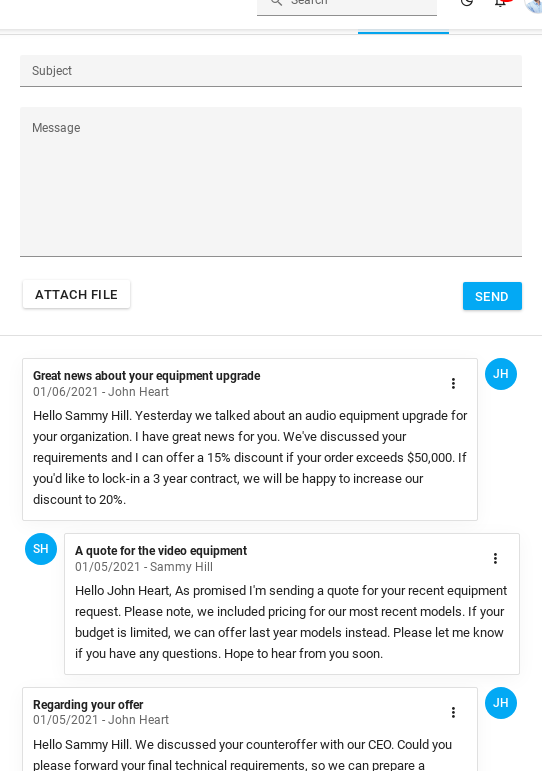 Search
Subject
Message
ATTACH FILE
SEND
Great news about your equipment upgrade
01/06/2021 - John Heart
JH
Hello Sammy Hill. Yesterday we talked about an audio equipment upgrade for
your organization. I have great news for you. We've discussed your
requirements and I can offer a 15% discount if your order exceeds $50,000. If
you'd like to lock-in a 3 year contract, we will be happy to increase our
discount to 20%.
SH
A quote for the video equipment
01/05/2021 - Sammy Hill
Hello John Heart, As promised I'm sending a quote for your recent equipment
request. Please note, we included pricing for our most recent models. If your
budget is limited, we can offer last year models instead. Please let me know
if you have any questions. Hope to hear from you soon.
Regarding your offer
01/05/2021 - John Heart
JH
Hello Sammy Hill. We discussed your counteroffer with our CEO. Could you
please forward your final technical requirements, so we can prepare a